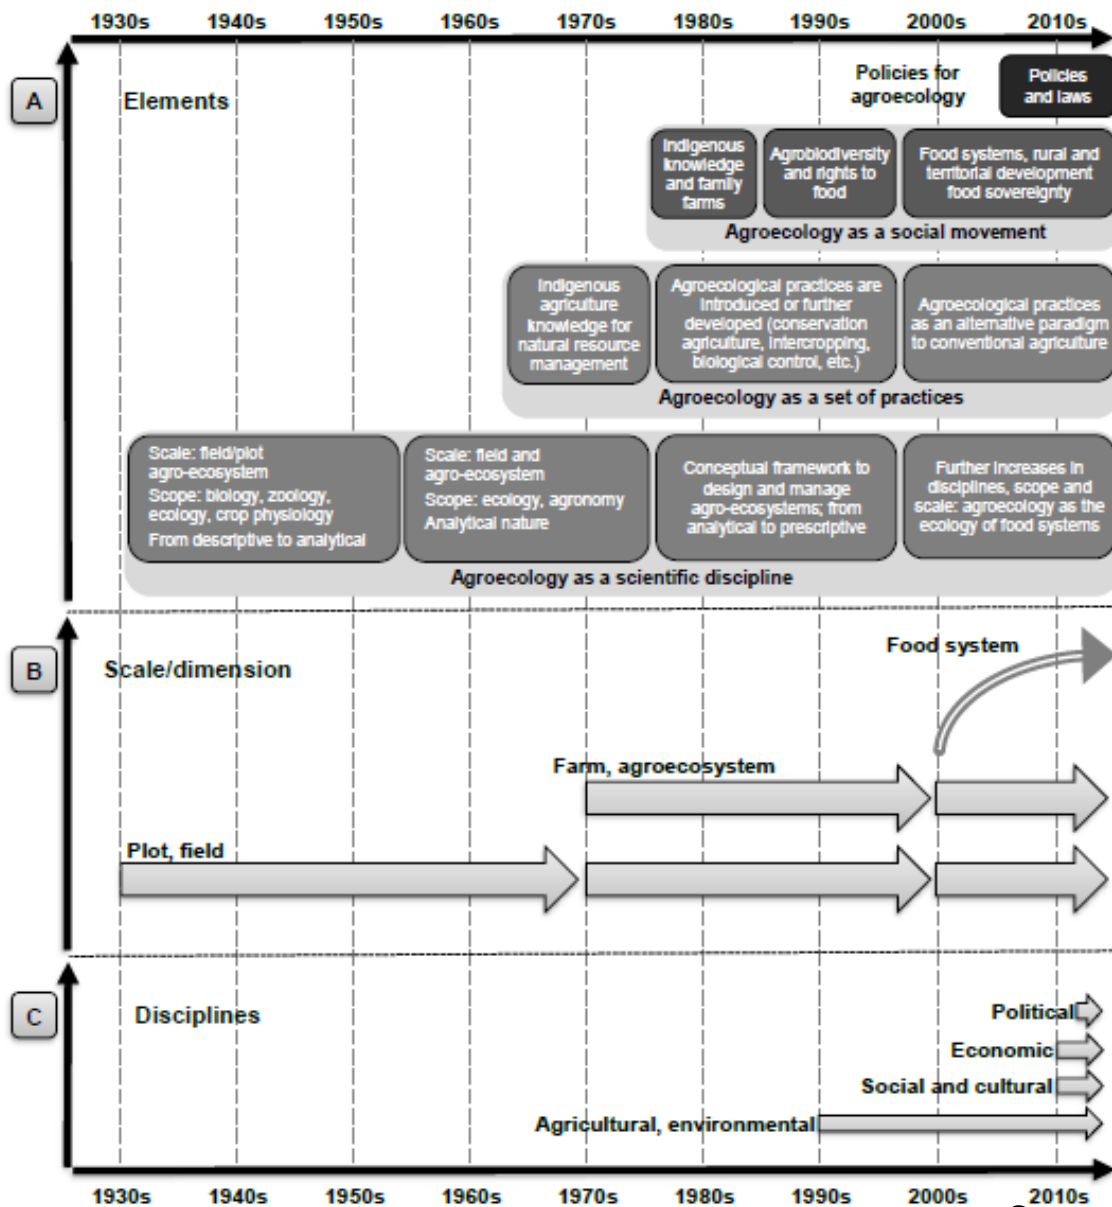 1930s 1940s 1950s 1960s 1970s 1980s 1990s 2000s 2010s
A
Elements
Policies for
agroecology
Policies
and laws
Indigenous
knowledge
and family
farms
Agrobiodiversity
and rights to
food
Food systems, rural and
territorial development
food sovereignty
Agroecology as a social movement
Indigenous
agriculture
knowledge for
natural resource
management
Agroecological practices are
introduced or further
developed (conservation
agriculture, intercropping,
biological control, etc.)
Agroecological practices
as an alternative paradigm
to conventional agriculture
Agroecology as a set of practices
Scale: field/plot
agro-ecosystem
Scope: biology, zoology,
ecology, crop physiology
From descriptive to analytical
Scale: field and
agro-ecosystem
Scope: ecology, agronomy
Analytical nature
Conceptual framework to
design and manage
agro-ecosystems; from
analytical to prescriptive
Further increases in
disciplines, scope and
scale: agroecology as the
ecology of food systems
Agroecology as a scientific discipline
B
Scale/dimension
Food system
Farm, agroecosystem
Plot, field
C
Disciplines
Political
Economic
Social and cultural
Agricultural, environmental
1930s 1940s 1950s 1960s 1970s 1980s 1990s 2000s 2010s